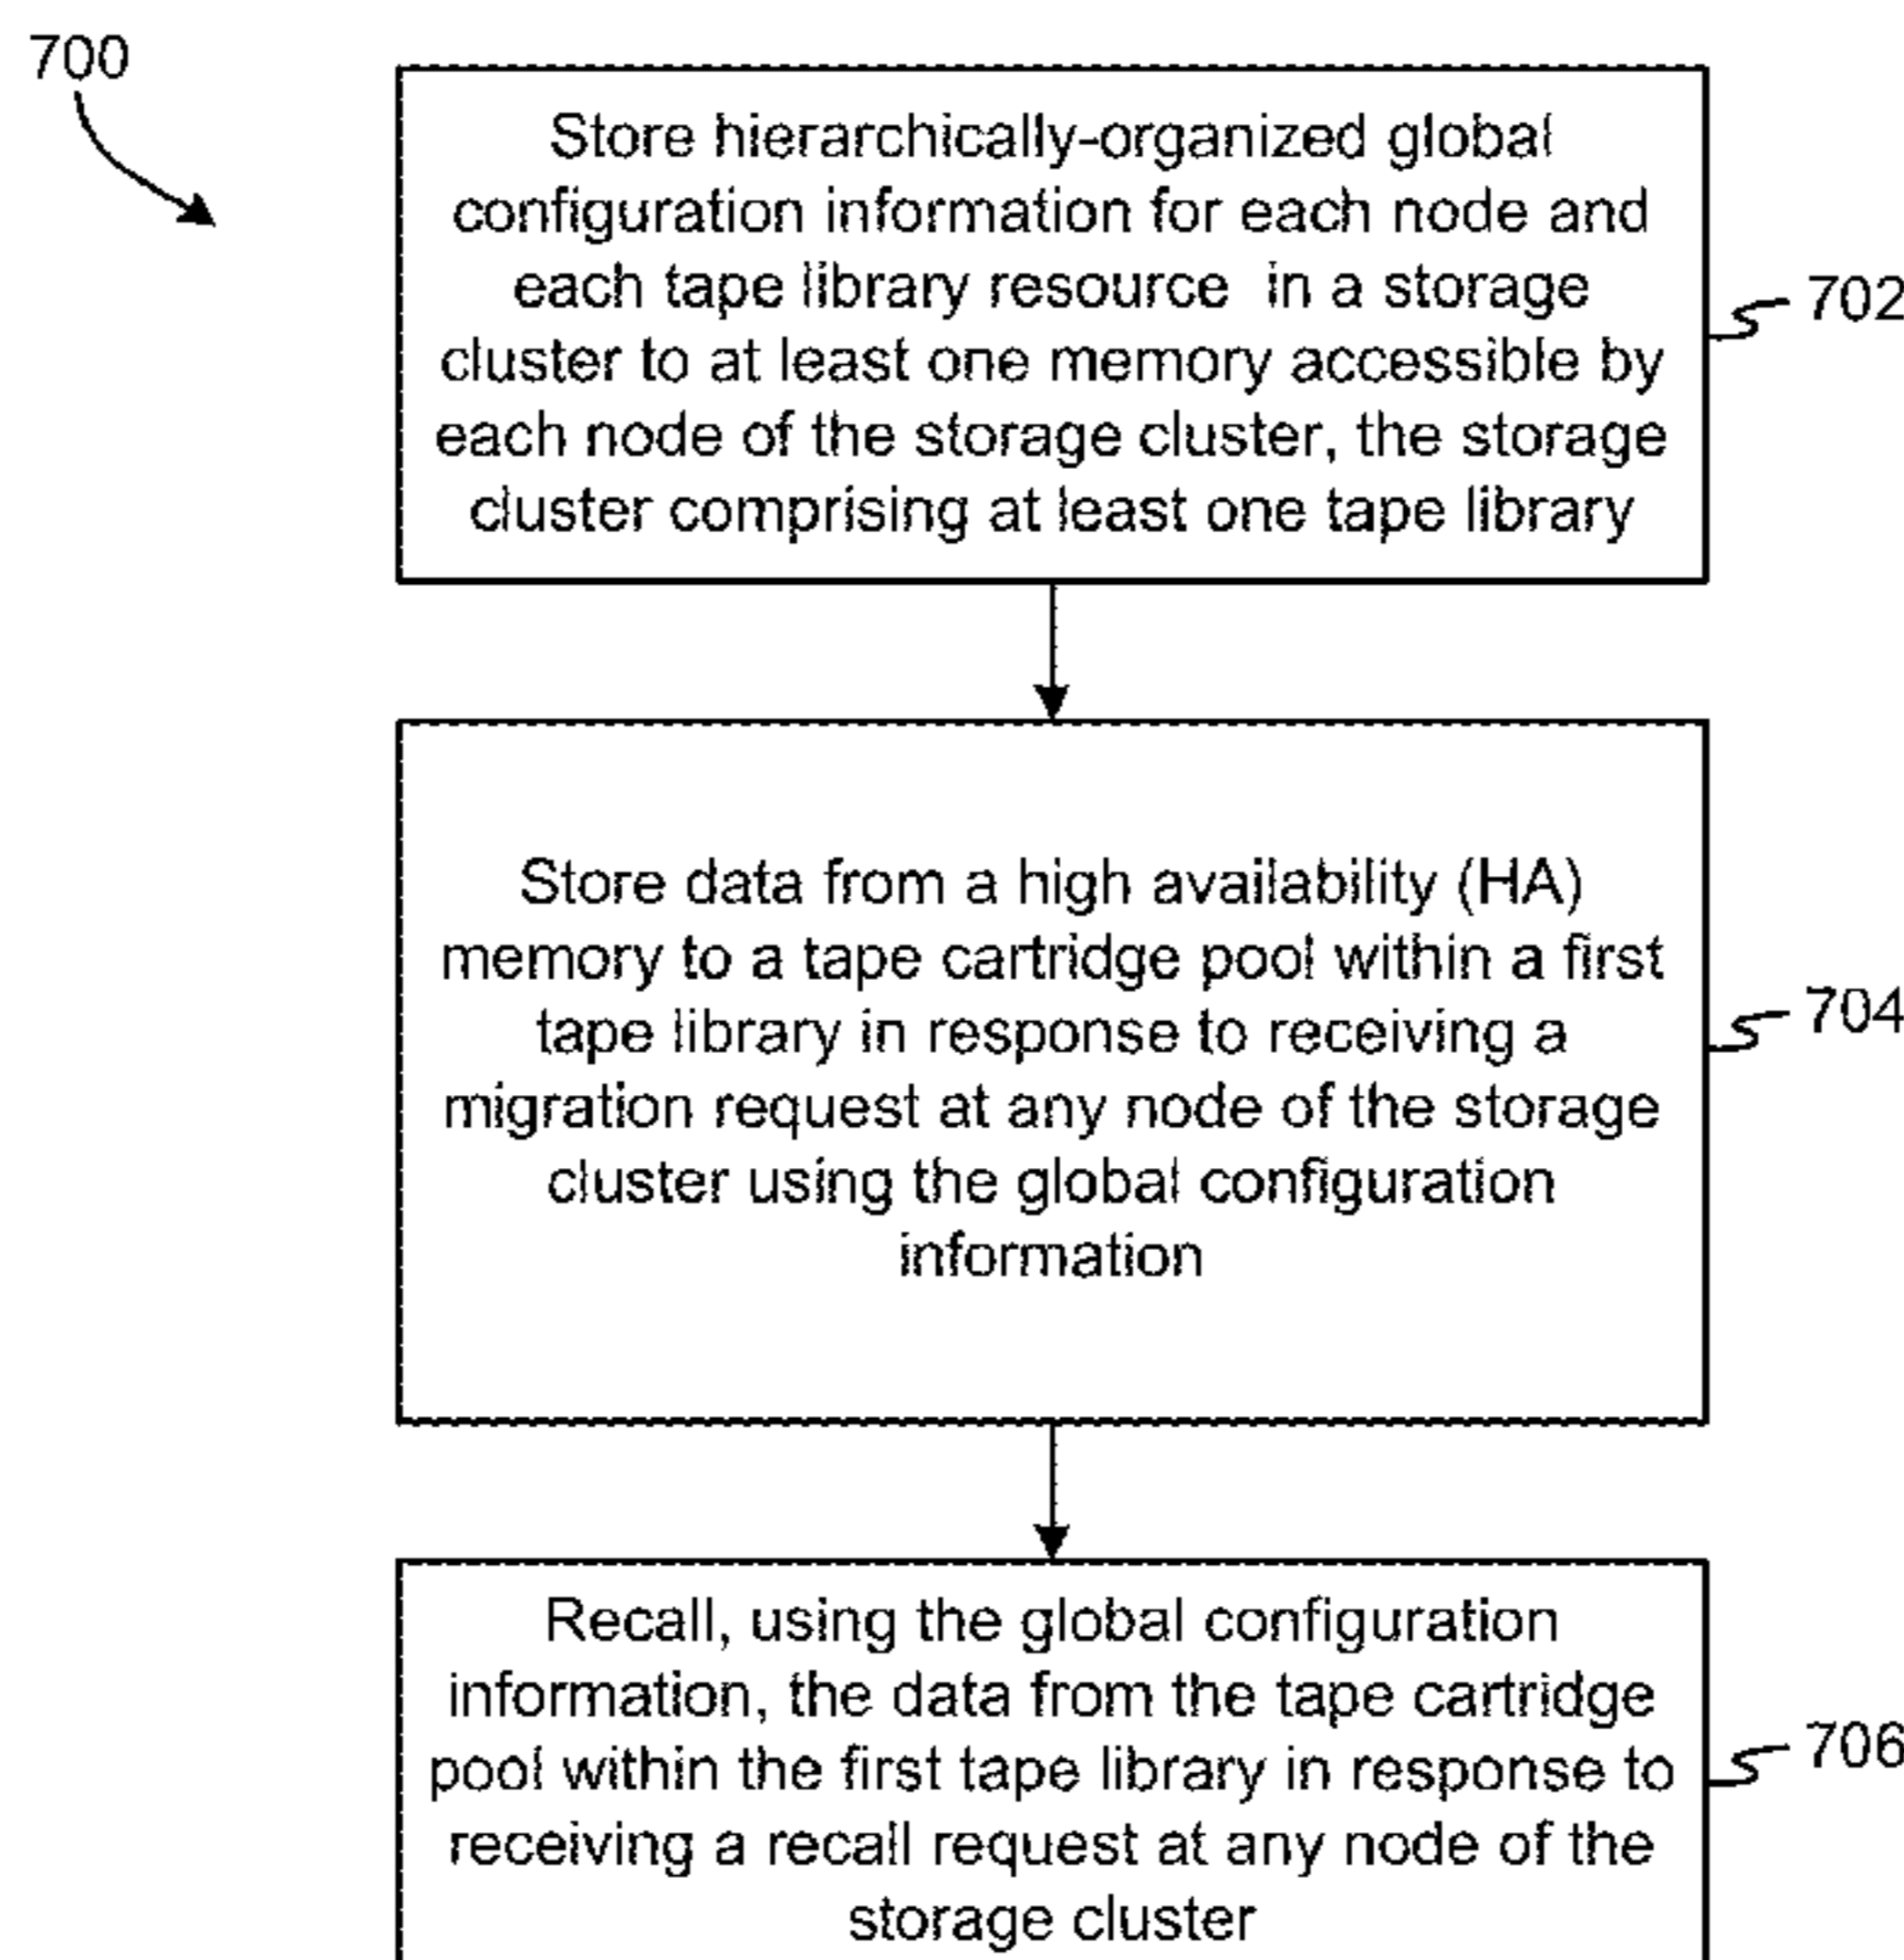 700
Store hierarchically-organized global
configuration information for each node and
each tape library resource in a storage
cluster to at least one memory accessible by
each node of the storage cluster, the storage
cluster comprising at least one tape library
702
Store data from a high availability (HA)
memory to a tape cartridge pool within a first
tape library in response to receiving a
migration request at any node of the storage
cluster using the global configuration
information
704
Recall, using the global configuration
information, the data from the tape cartridge
pool within the first tape library in response to
receiving a recall request at any node of the
storage cluster
706